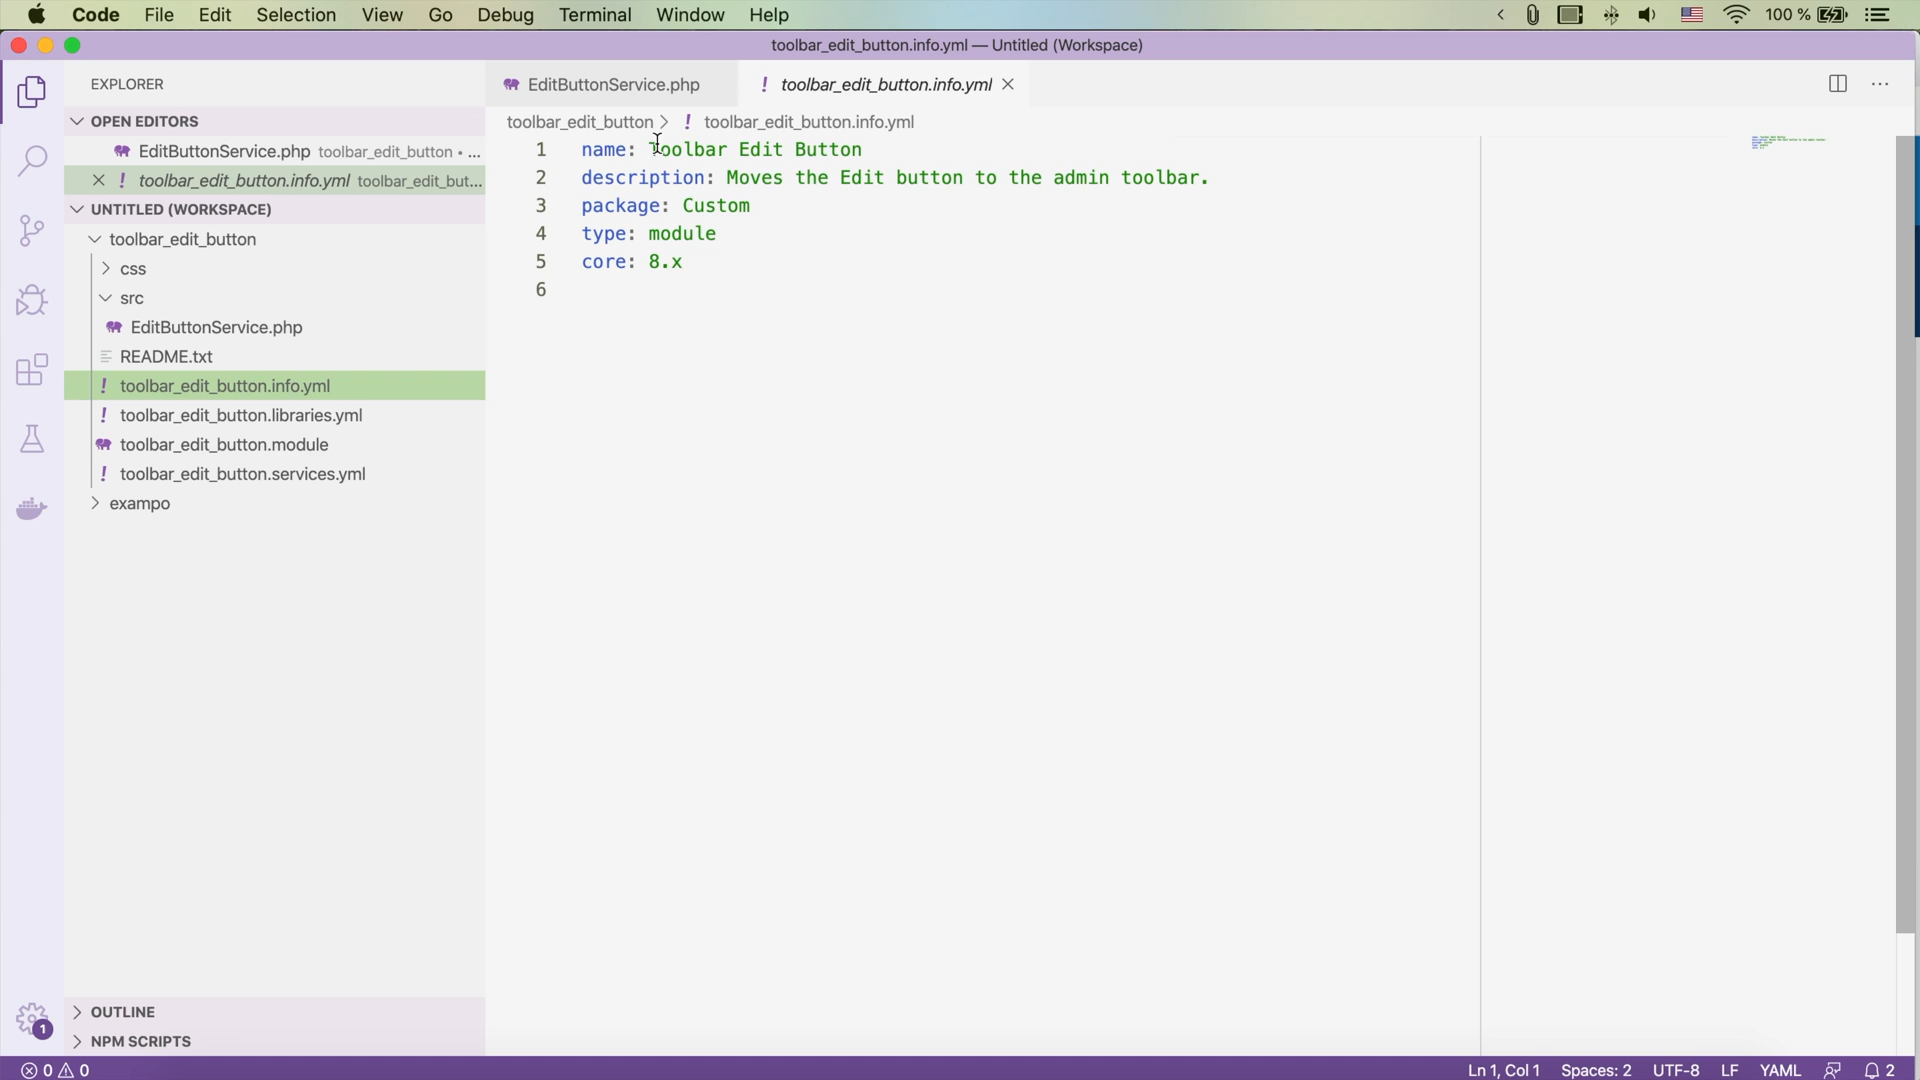 Code File Edit Selection View Go Debug Terminal Window Help 100 %
toolbar_edit_button.info.yml — Untitled (Workspace)
EXPLORER
OPEN EDITORS
EditButtonService.php toolbar_edit_button • ...
toolbar_edit_button.info.yml toolbar_edit_but...
UNTITLED (WORKSPACE)
toolbar_edit_button
css
src
EditButtonService.php
README.txt
toolbar_edit_button.info.yml
toolbar_edit_button.libraries.yml
toolbar_edit_button.module
toolbar_edit_button.services.yml
exampo
OUTLINE
NPM SCRIPTS
1
EditButtonService.php ! toolbar_edit_button.info.yml
toolbar_edit_button > ! toolbar_edit_button.info.yml
1 name: Toolbar Edit Button
2 description: Moves the Edit button to the admin toolbar.
3 package: Custom
4 type: module
5 core: 8.x
6
0 0 Ln 1, Col 1 Spaces: 2 UTF-8 LF YAML 2